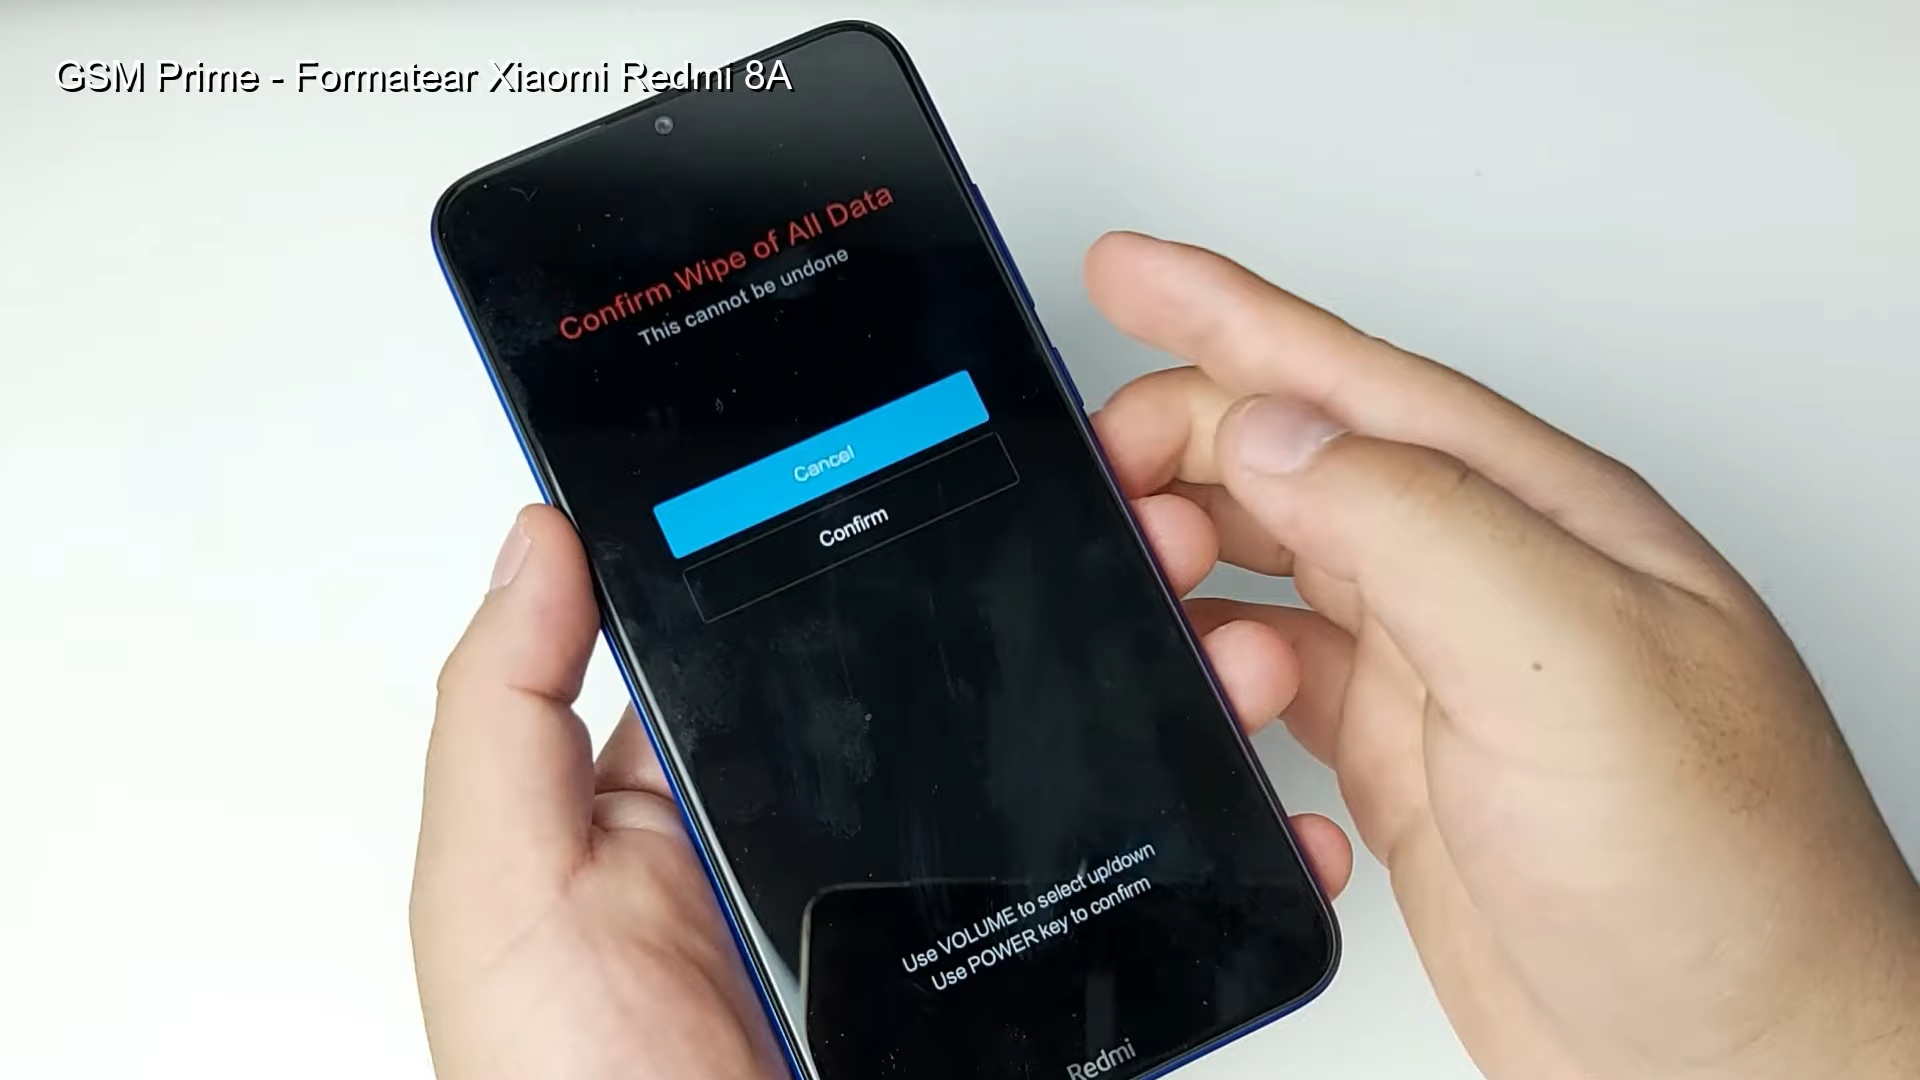 GSM Prime - Formatear Xiaomi Redmi 8A
Confirm Wipe of All Data
This cannot be undone
Cancel
Confirm
Use VOLUME to select up/down
Use POWER key to confirm
Redmi